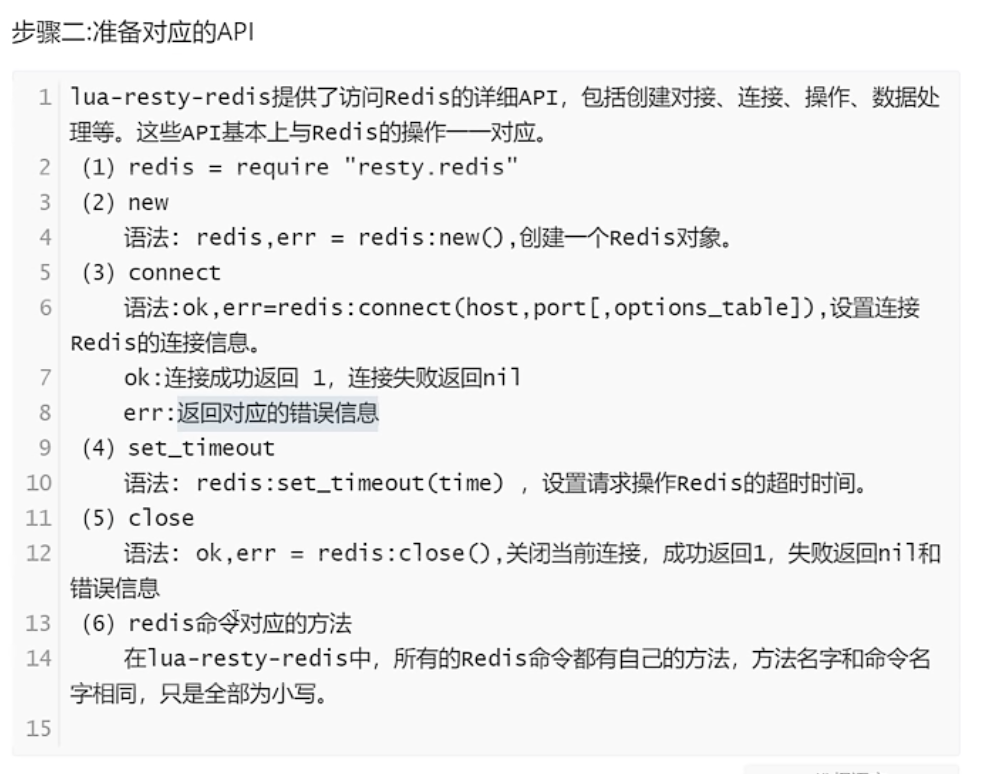 步骤二:准备对应的API
1 lua-resty-redis提供了访问Redis的详细API，包括创建对接、连接、操作、数据处
理等。这些API基本上与Redis的操作一一对应。
2 (1) redis = require "resty.redis"
3 (2) new
4 语法: redis,err = redis:new(),创建一个Redis对象。
5 (3) connect
6 语法:ok,err=redis:connect(host,port[,options_table]),设置连接
Redis的连接信息。
7 ok:连接成功返回 1，连接失败返回nil
8 err:返回对应的错误信息
9 (4) set_timeout
10 语法: redis:set_timeout(time) ，设置请求操作Redis的超时时间。
11 (5) close
12 语法: ok,err = redis:close(),关闭当前连接，成功返回1，失败返回nil和
错误信息
13 (6) redis命令对应的方法
14 在lua-resty-redis中，所有的Redis命令都有自己的方法，方法名字和命令名
字相同，只是全部为小写。
15